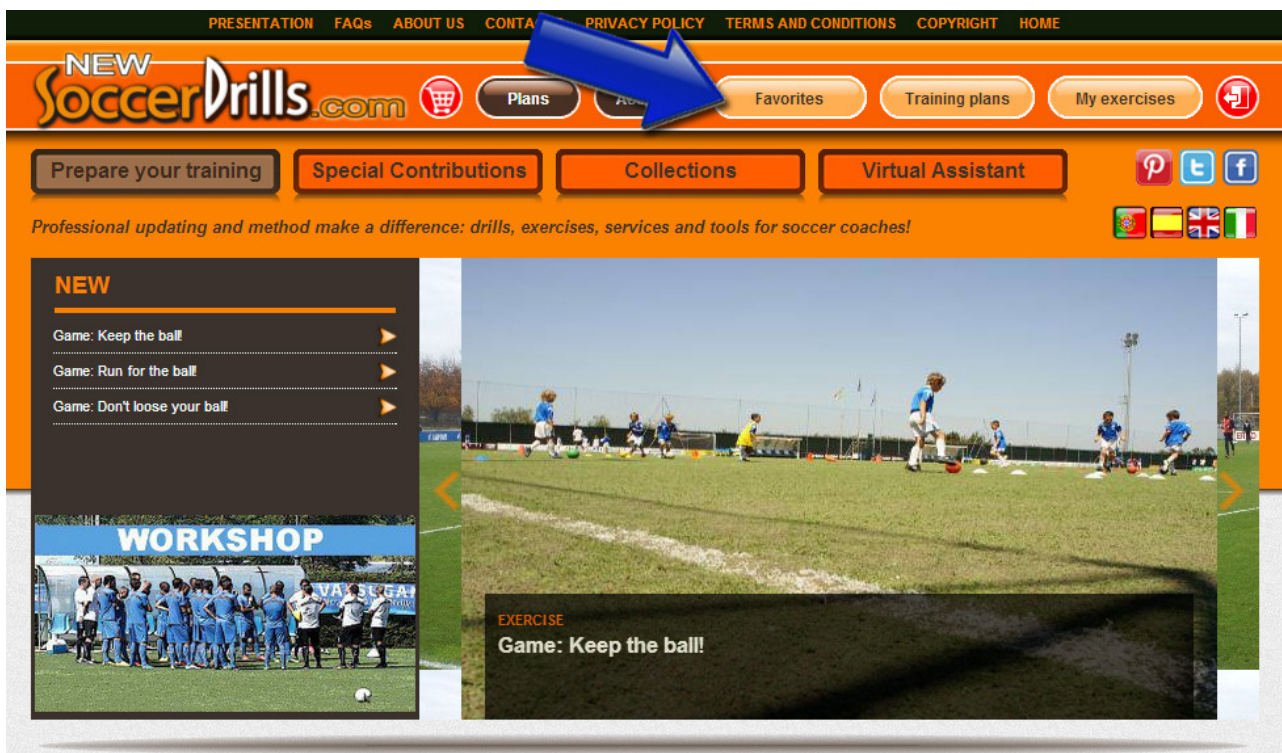 PRESENTATION FAQs ABOUT US PRIVACY POLICY TERMS AND CONDITIONS COPYRIGHT HOME
NEW
SoccerDrills.com
Plans Favorites Training plans My exercises
Prepare your training Special Contributions Collections Virtual Assistant
Professional updating and method make a difference: drills, exercises, services and tools for soccer coaches!
NEW
Game: Keep the ball!
Game: Run for the ball!
Game: Don't loose your ball!
WORKSHOP
EXERCISE
Game: Keep the ball!